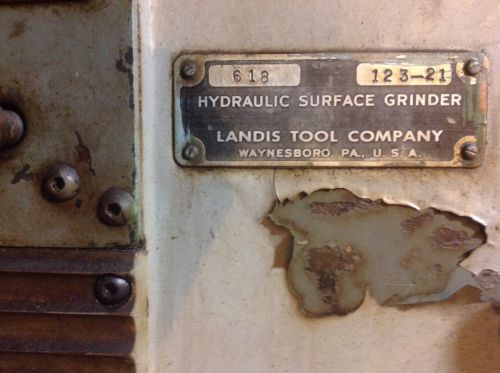 618 123-21
HYDRAULIC SURFACE GRINDER
LANDIS TOOL COMPANY
WAYNESBORO, PA., U. S. A.